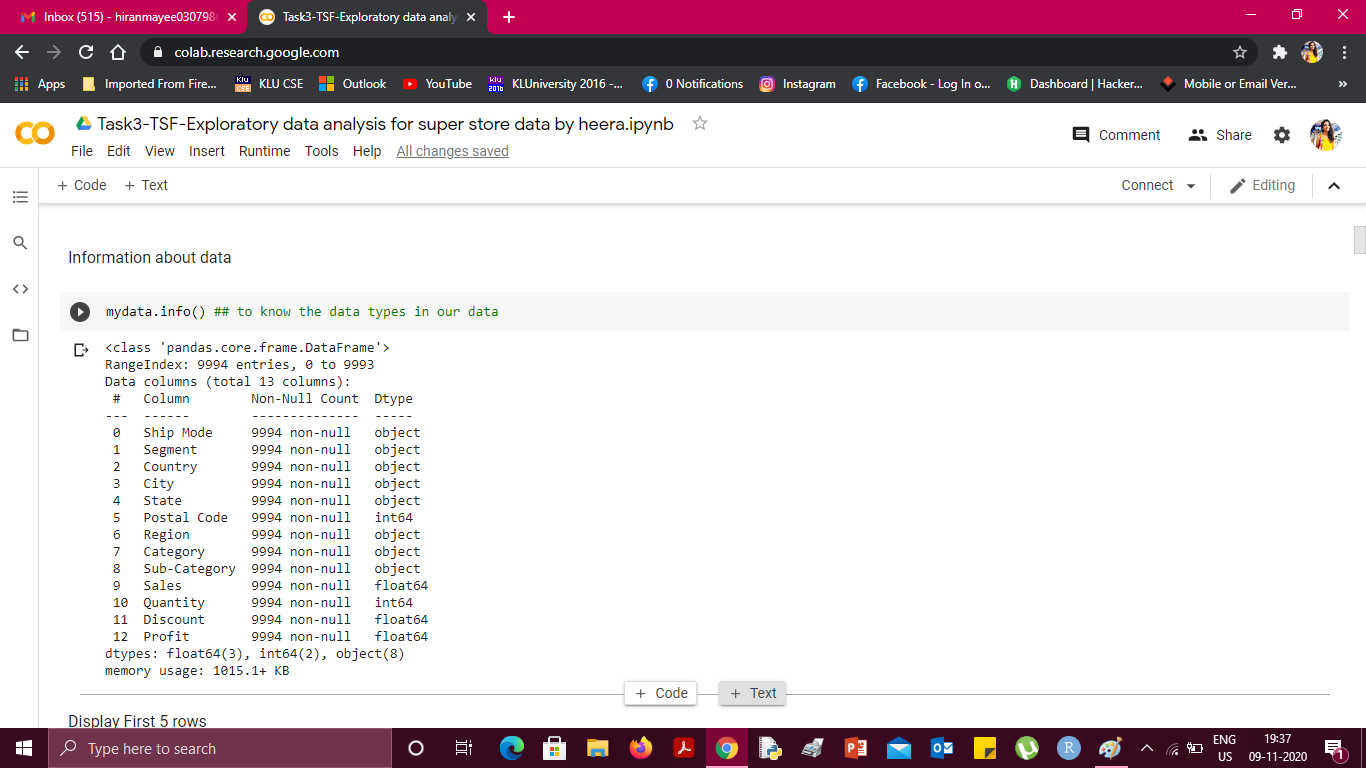 Inbox (515) - hiranmayee030798
Task3-TSF-Exploratory data analy
colab.research.google.com
Apps
Imported From Fire...
KLU CSE
Outlook
YouTube
KLUniversity 2016 -...
0 Notifications
Instagram
Facebook - Log In o...
Dashboard | Hacker...
Mobile or Email Ver...
»
Task3-TSF-Exploratory data analysis for super store data by heera.ipynb
Comment
Share
File Edit View Insert Runtime Tools Help All changes saved
+ Code + Text
Connect
Editing
Information about data
mydata.info() ## to know the data types in our data
<class 'pandas.core.frame.DataFrame'>
RangeIndex: 9994 entries, 0 to 9993
Data columns (total 13 columns):
# Column Non-Null Count Dtype
--- ------ -------------- -----
0 Ship Mode 9994 non-null object
1 Segment 9994 non-null object
2 Country 9994 non-null object
3 City 9994 non-null object
4 State 9994 non-null object
5 Postal Code 9994 non-null int64
6 Region 9994 non-null object
7 Category 9994 non-null object
8 Sub-Category 9994 non-null object
9 Sales 9994 non-null float64
10 Quantity 9994 non-null int64
11 Discount 9994 non-null float64
12 Profit 9994 non-null float64
dtypes: float64(3), int64(2), object(8)
memory usage: 1015.1+ KB
+ Code + Text
Display First 5 rows
Type here to search
ENG
US
19:37
09-11-2020
1